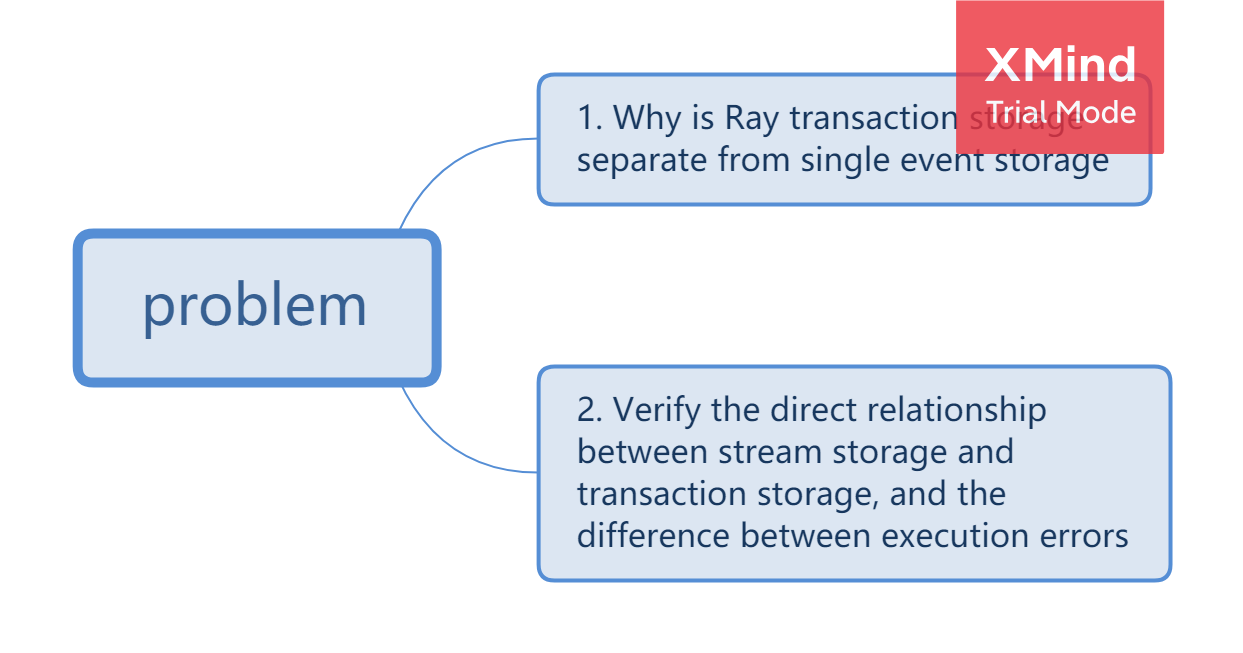 XMind
Trial Mode
1. Why is Ray transaction storage
separate from single event storage
problem
2. Verify the direct relationship
between stream storage and
transaction storage, and the
difference between execution errors